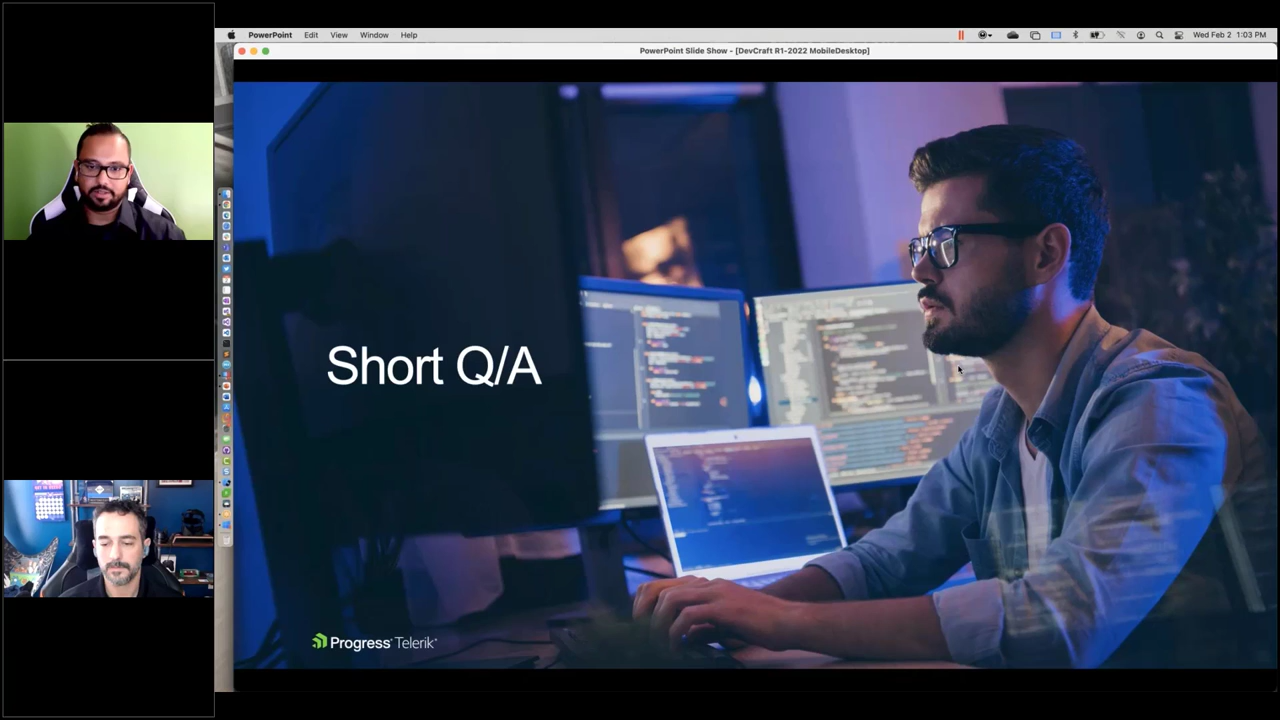 PowerPoint Edit View Window Help
Wed Feb 2 1:03 PM
PowerPoint Slide Show - [DevCraft R1-2022 MobileDesktop]
Short Q/A
Progress Telerik